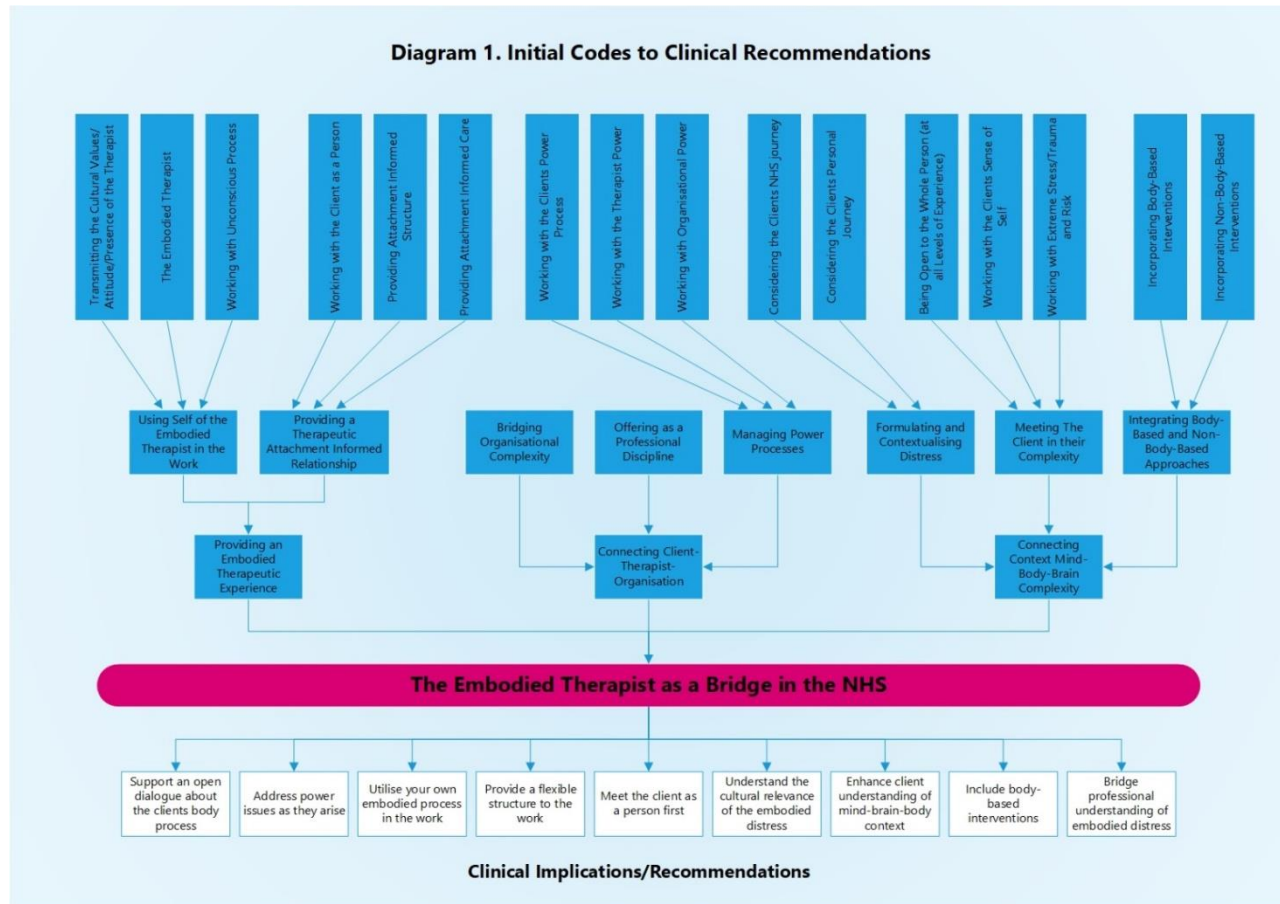 Diagram 1. Initial Codes to Clinical Recommendations
Transmitting the Cultural Values/
Attitude/Presence of the Therapist
The Embodied Therapist
Working with Unconscious Process
Working with the Client as a Person
Providing Attachment Informed
Structure
Providing Attachment Informed Care
Working with the Clients Power
Process
Working with the Therapist Power
Working with Organisational Power
Considering the Clients NHS journey
Considering the Clients Personal
Journey
Being Open to the Whole Person (at
all Levels of Experience)
Working with the Clients Sense of
Self
Working with Extreme Stress/Trauma
and Risk
Incorporating Body-Based
Interventions
Incorporating Non-Body-Based
Interventions
Using Self of the
Embodied
Therapist in the
Work
Providing a
Therapeutic
Attachment Informed
Relationship
Bridging
Organisational
Complexity
Offering as a
Professional
Discipline
Managing Power
Processes
Formulating and
Contextualising
Distress
Meeting The
Client in their
Complexity
Integrating Body-
Based and Non-
Body-Based
Approaches
Providing an
Embodied
Therapeutic
Experience
Connecting Client-
Therapist-
Organisation
Connecting
Context Mind-
Body-Brain
Complexity
The Embodied Therapist as a Bridge in the NHS
Support an open
dialogue about
the clients body
process
Address power
issues as they arise
Utilise your own
embodied process
in the work
Provide a flexible
structure to the
work
Meet the client as
a person first
Understand the
cultural relevance
of the embodied
distress
Enhance client
understanding of
mind-brain-body
context
Include body-
based
interventions
Bridge
professional
understanding of
embodied distress
Clinical Implications/Recommendations